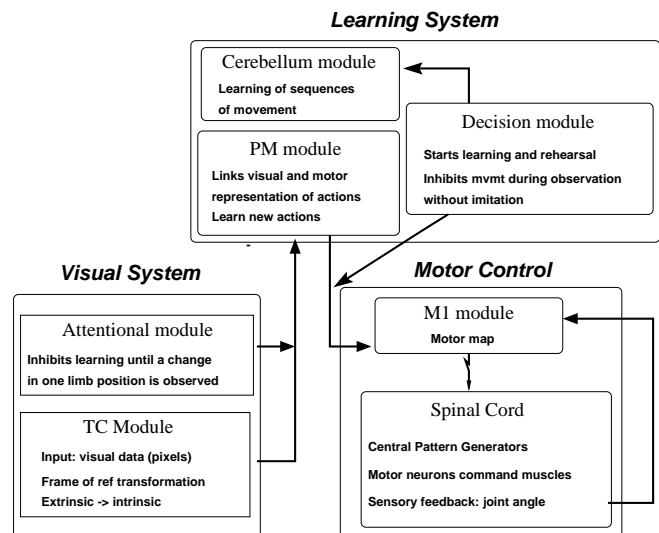 Learning System
Cerebellum module
Learning of sequences
of movement
Decision module
Starts learning and rehearsal
Inhibits mvmt during observation
without imitation
PM module
Links visual and motor
representation of actions
Learn new actions
Visual System
Attentional module
Inhibits learning until a change
in one limb position is observed
TC Module
Input: visual data (pixels)
Frame of ref transformation
Extrinsic -> intrinsic
Motor Control
M1 module
Motor map
Spinal Cord
Central Pattern Generators
Motor neurons command muscles
Sensory feedback: joint angle